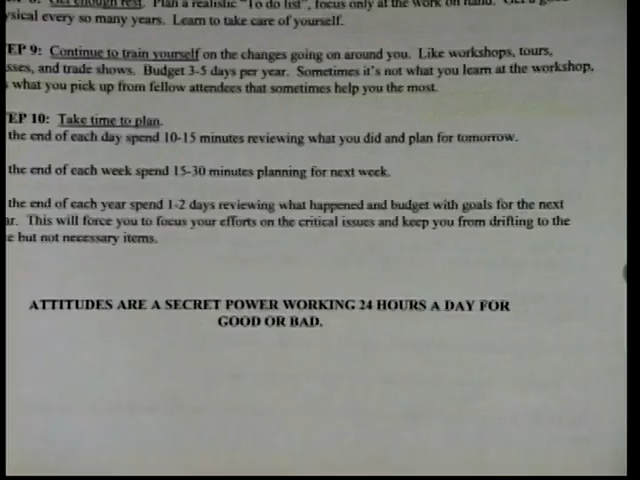 Get enough rest. Plan a realistic "To do list", focus only at the work on hand. Get a good
ysical every so many years. Learn to take care of yourself.
EP 9: Continue to train yourself on the changes going on around you. Like workshops, tours,
sses, and trade shows. Budget 3-5 days per year. Sometimes it's not what you learn at the workshop,
what you pick up from fellow attendees that sometimes help you the most.
EP 10: Take time to plan.
the end of each day spend 10-15 minutes reviewing what you did and plan for tomorrow.
the end of each week spend 15-30 minutes planning for next week.
the end of each year spend 1-2 days reviewing what happened and budget with goals for the next
ar. This will force you to focus your efforts on the critical issues and keep you from drifting to the
e but not necessary items.
ATTITUDES ARE A SECRET POWER WORKING 24 HOURS A DAY FOR
GOOD OR BAD.